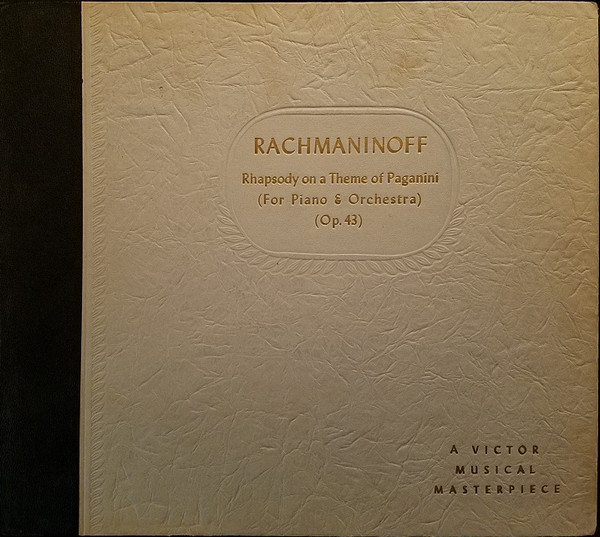 RACHMANINOFF
Rhapsody on a Theme of Paganini
(For Piano & Orchestra)
(Op. 43)
A VICTOR
MUSICAL
MASTERPIECE